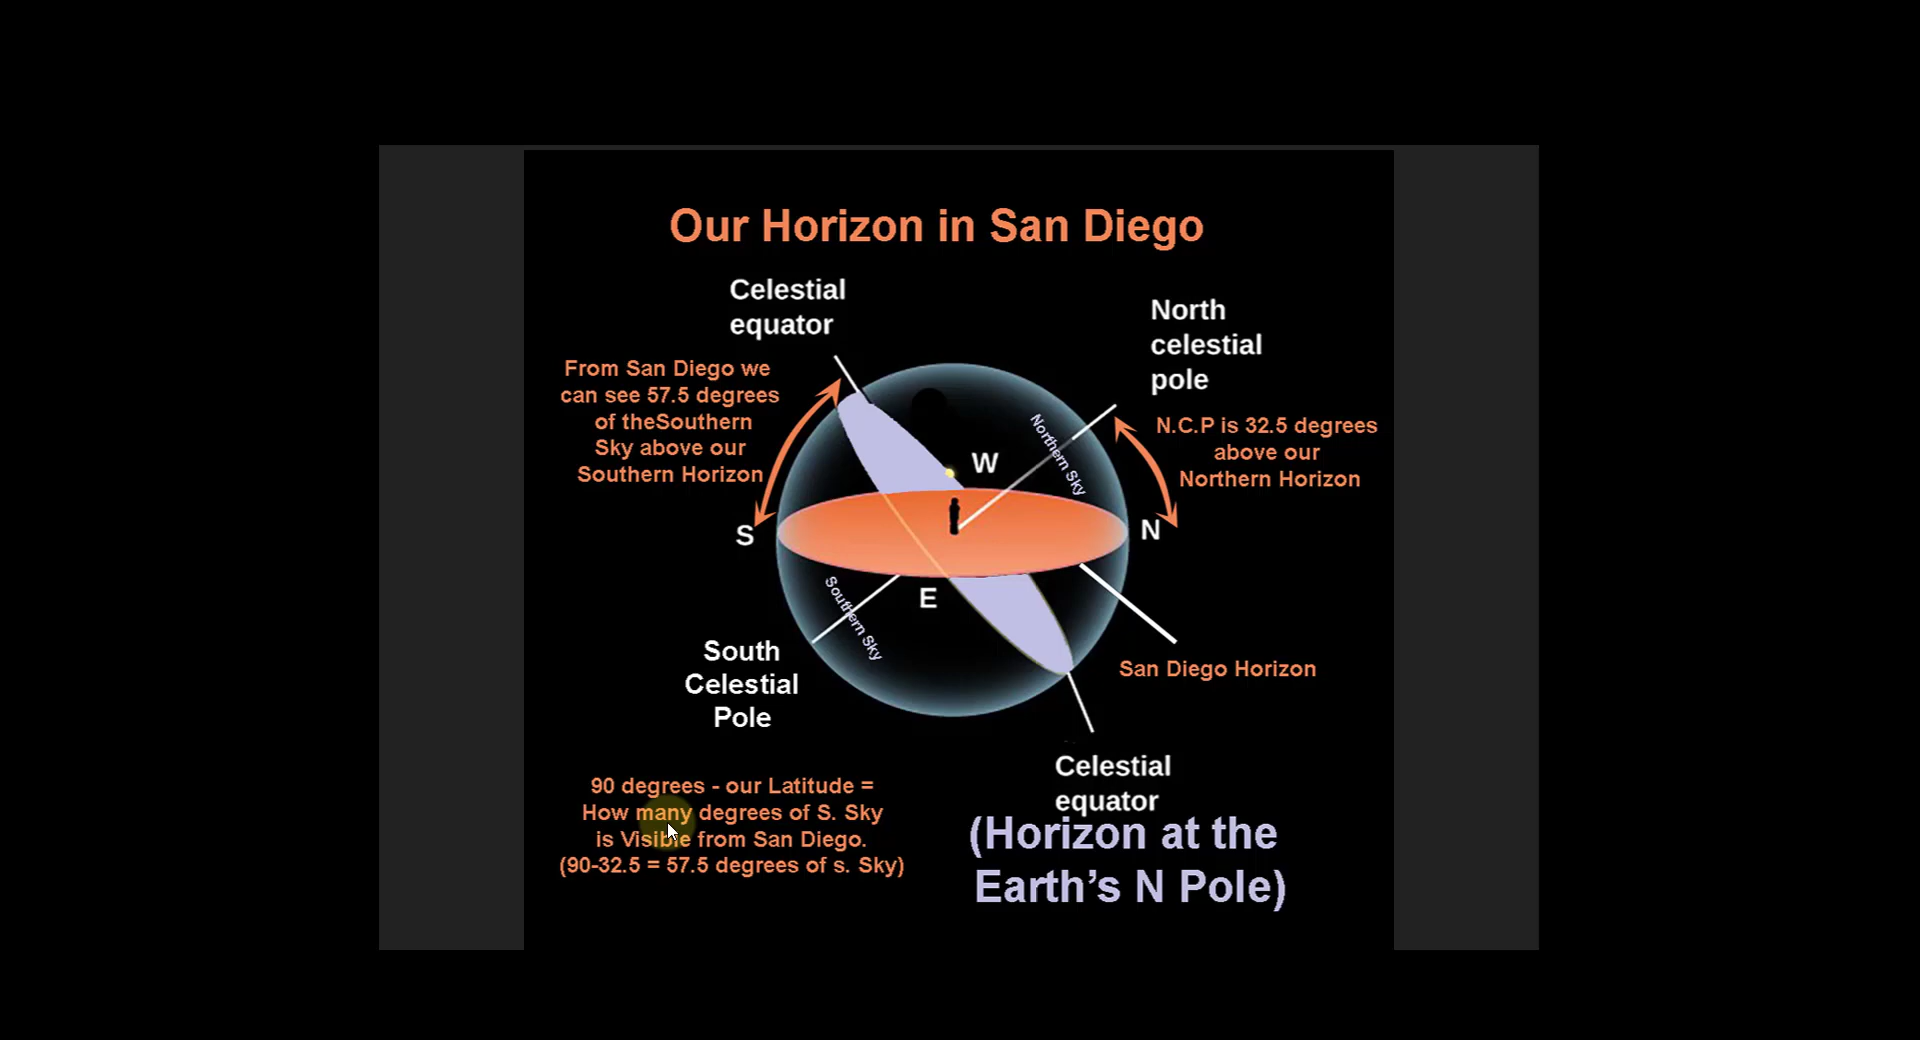 Our Horizon in San Diego
Celestial
equator
North
celestial
pole
From San Diego we
can see 57.5 degrees
of theSouthern
Sky above our
Southern Horizon
N.C.P is 32.5 degrees
above our
Northern Horizon
Northern Sky
W
S
N
E
Southern Sky
South
Celestial
Pole
San Diego Horizon
90 degrees - our Latitude =
How many degrees of S. Sky
is Visible from San Diego.
(90-32.5 = 57.5 degrees of s. Sky)
Celestial
equator
(Horizon at the
Earth’s N Pole)